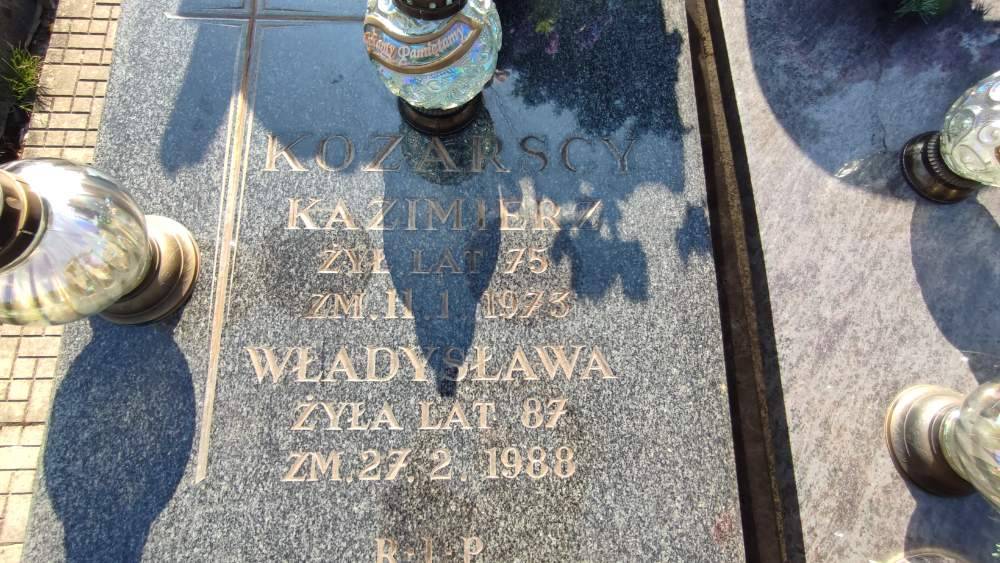 Pamiętamy
KOZARSCY
KAZIMIERZ
ŻYŁ LAT 75
ZM. 11 1 1973
WŁADYSŁAWA
ŻYŁA LAT 87
ZM. 27. 2. 1988
R·I·P